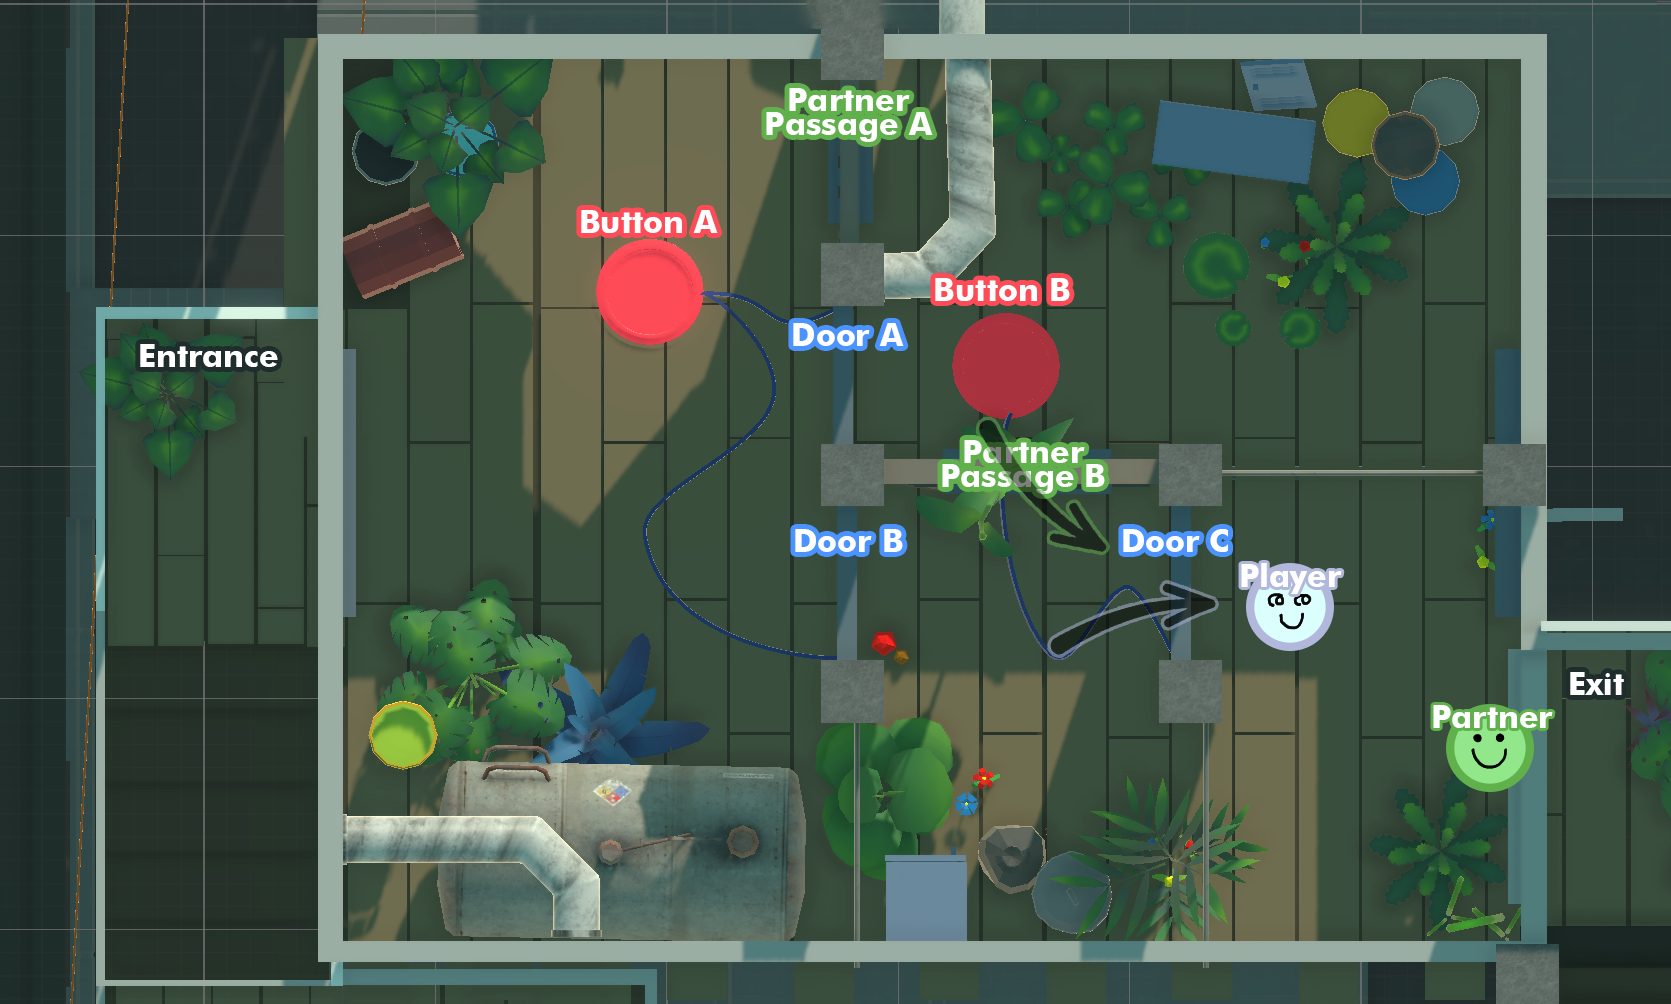 Partner
Passage A
Button A
Button B
Door A
Entrance
Partner
Passage B
Door B
Door C
Player
Exit
Partner